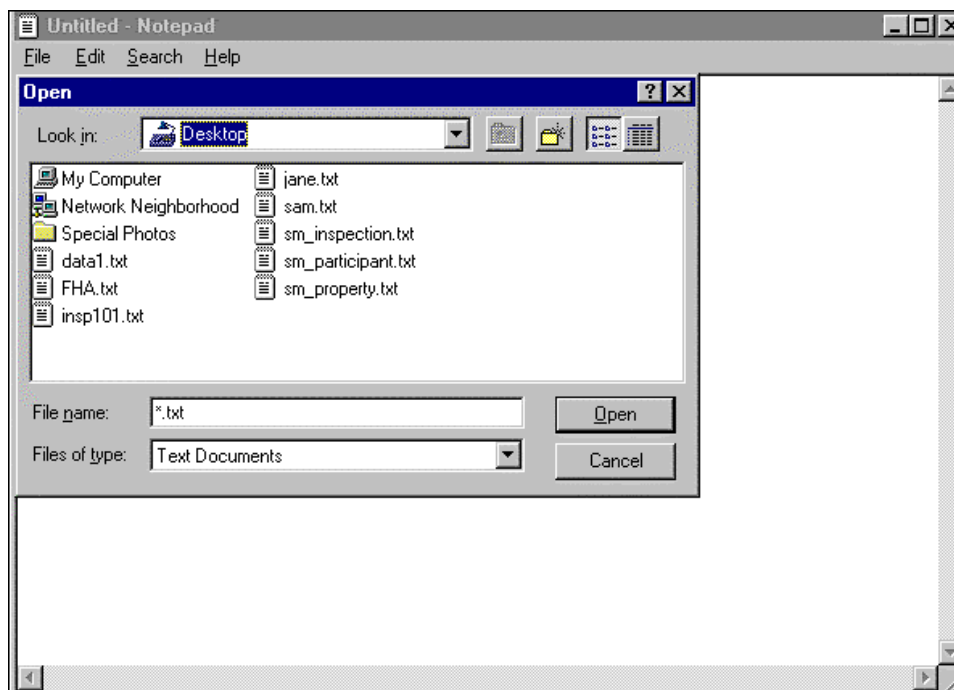 Untitled - Notepad
File Edit Search Help
Open
Look in: Desktop
My Computer
Network Neighborhood
Special Photos
data1.txt
FHA.txt
insp101.txt
jane.txt
sam.txt
sm_inspection.txt
sm_participant.txt
sm_property.txt
File name: *.txt Open
Files of type: Text Documents Cancel